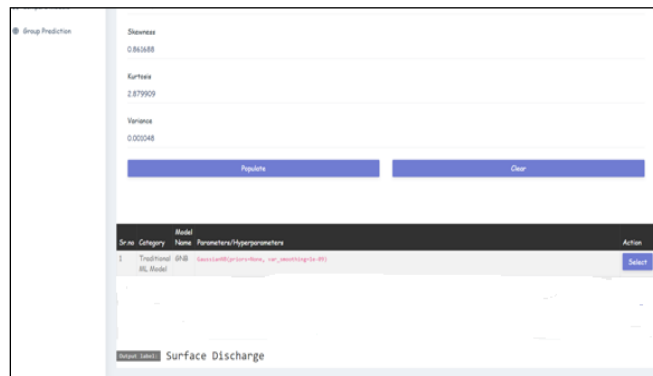 Group Prediction
Skewness
0.861688
Kurtosis
2.879909
Variance
0.001048
Populate Clear
Model
Sr.no Category Name Parameters/Hyperparameters Action
1 Traditional GNB GaussianNB(priors=None, var_smoothing=1e-09) Select
ML Model
Output Label: Surface Discharge